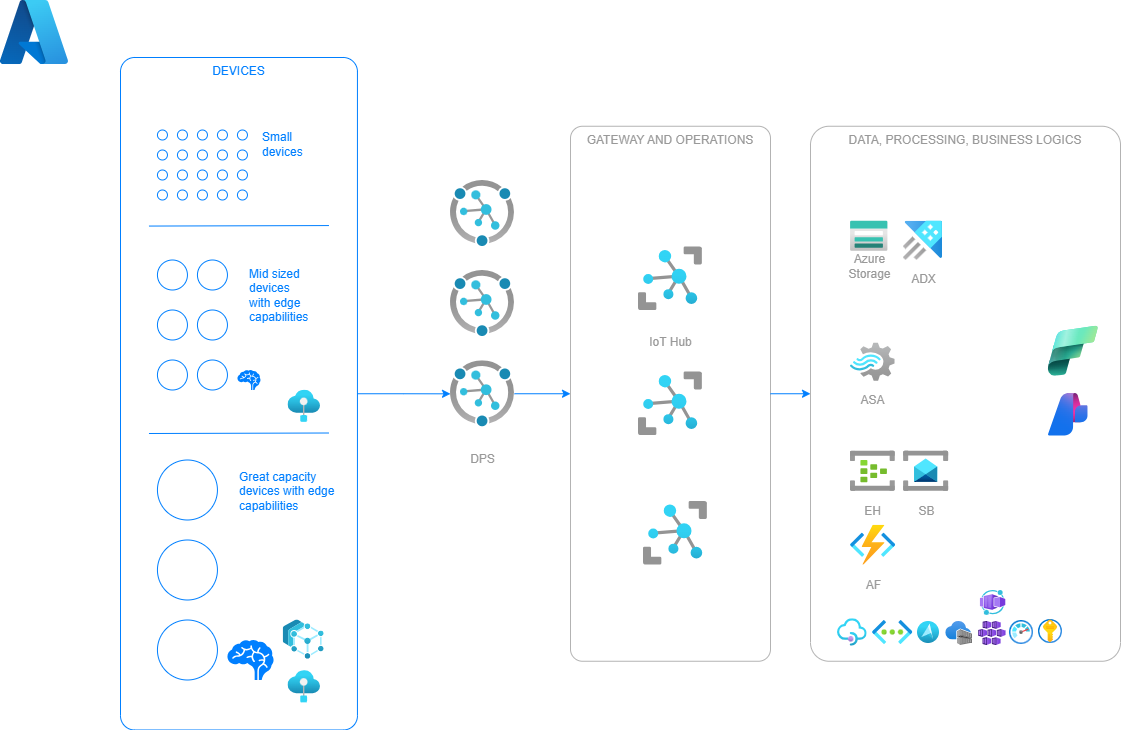 DEVICES
Small
devices
Mid sized
devices
with edge
capabilities
Great capacity
devices with edge
capabilities
DPS
GATEWAY AND OPERATIONS
IoT Hub
DATA, PROCESSING, BUSINESS LOGICS
Azure
Storage
ADX
ASA
EH
SB
AF